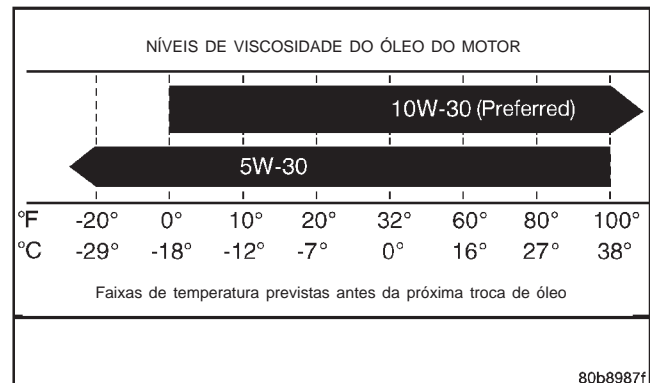 NÍVEIS DE VISCOSIDADE DO ÓLEO DO MOTOR
10W-30 (Preferred)
5W-30
°F -20° 0° 10° 20° 32° 60° 80° 100°
°C -29° -18° -12° -7° 0° 16° 27° 38°
Faixas de temperatura previstas antes da próxima troca de óleo
80b8987f